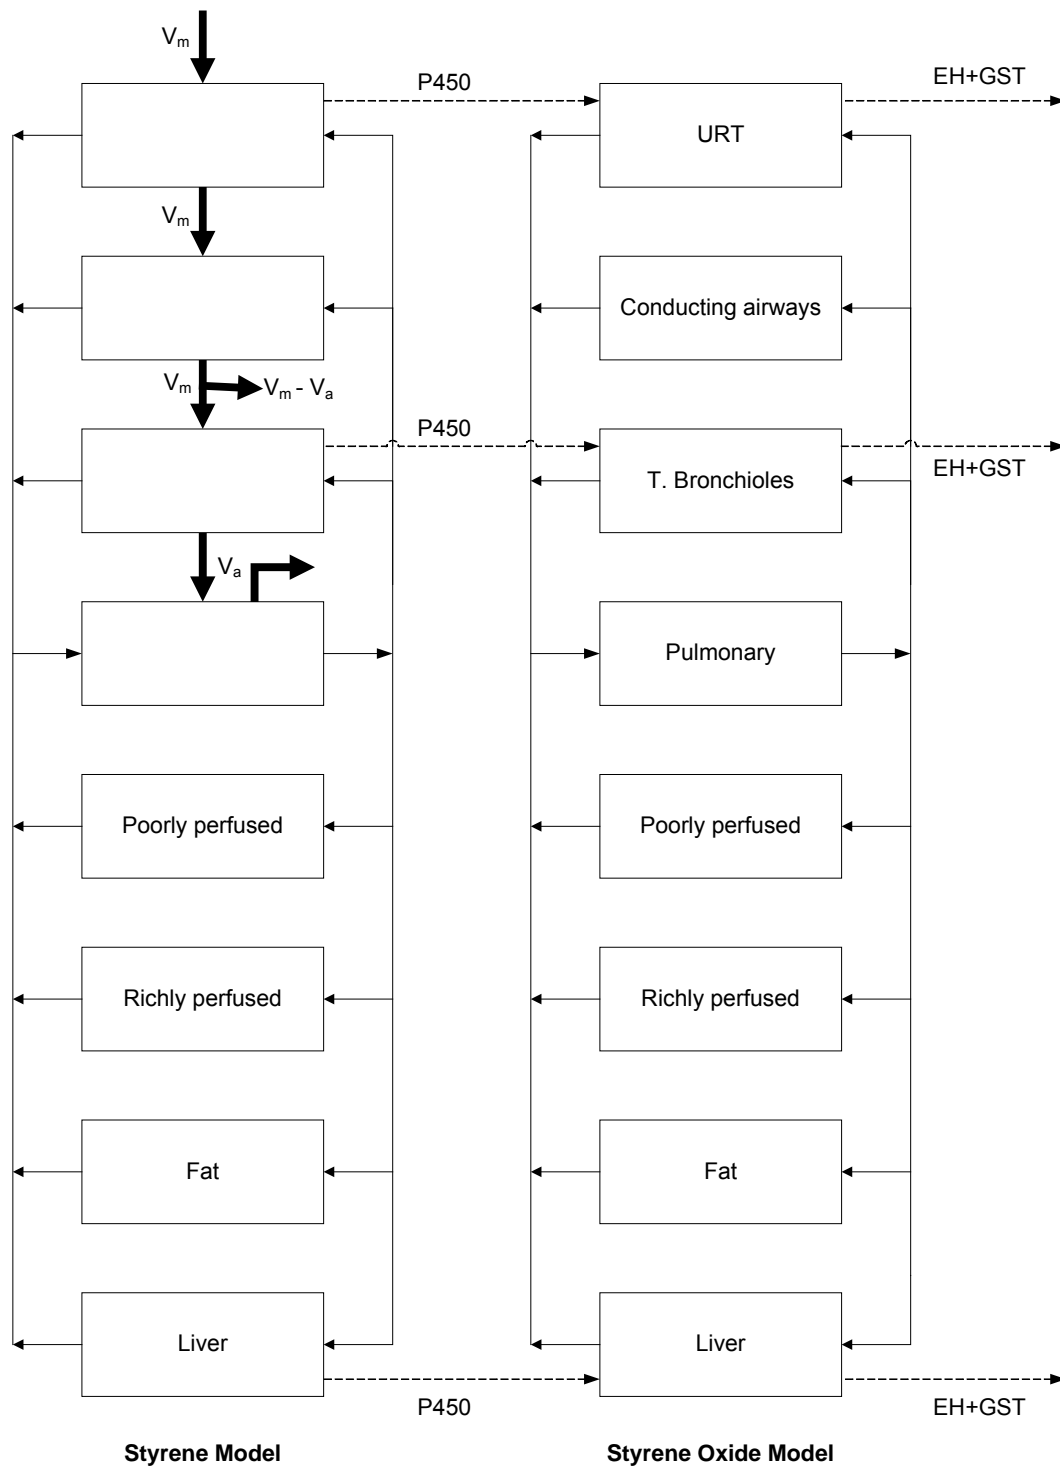 Vm
P450
EH+GST
URT
Vm
Conducting airways
Vm
Vm - Va
P450
EH+GST
T. Bronchioles
Va
Pulmonary
Poorly perfused
Poorly perfused
Richly perfused
Richly perfused
Fat
Fat
Liver
Liver
P450
EH+GST
Styrene Model
Styrene Oxide Model